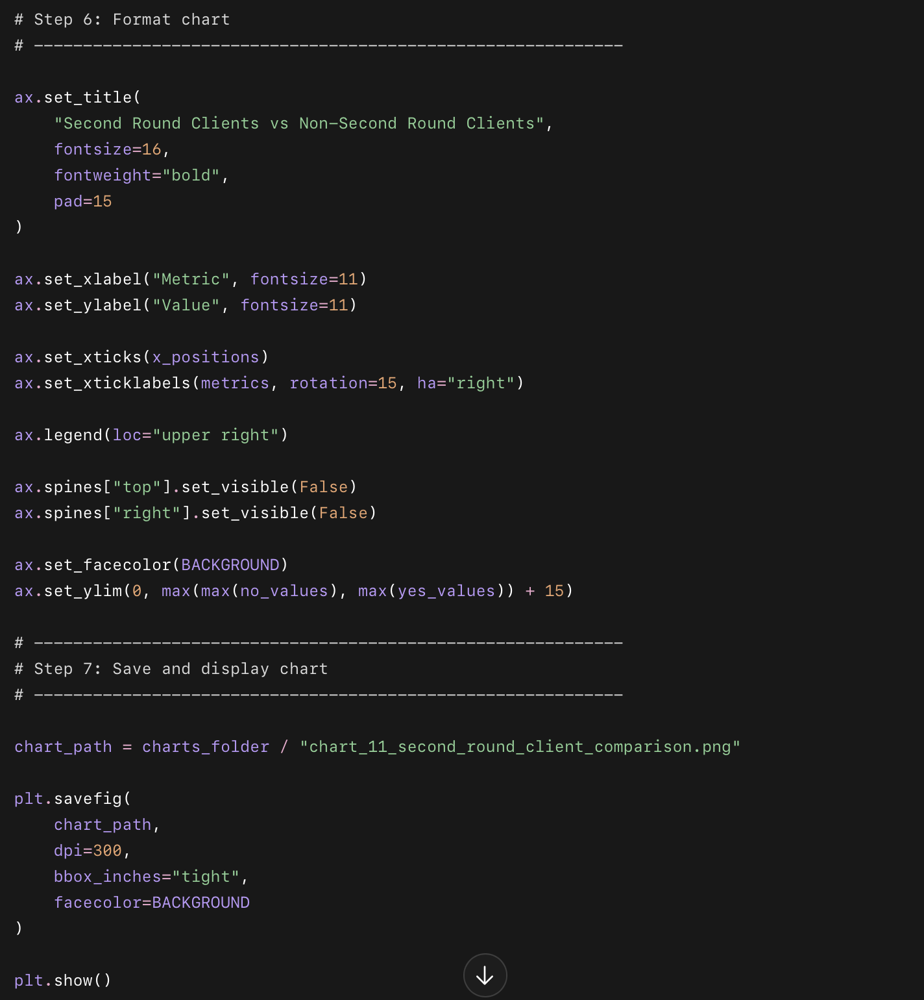 # Step 6: Format chart
# ------------------------------------------------------------
ax.set_title(
    "Second Round Clients vs Non-Second Round Clients",
    fontsize=16,
    fontweight="bold",
    pad=15
)
ax.set_xlabel("Metric", fontsize=11)
ax.set_ylabel("Value", fontsize=11)
ax.set_xticks(x_positions)
ax.set_xticklabels(metrics, rotation=15, ha="right")
ax.legend(loc="upper right")
ax.spines["top"].set_visible(False)
ax.spines["right"].set_visible(False)
ax.set_facecolor(BACKGROUND)
ax.set_ylim(0, max(max(no_values), max(yes_values)) + 15)
# ------------------------------------------------------------
# Step 7: Save and display chart
# ------------------------------------------------------------
chart_path = charts_folder / "chart_11_second_round_client_comparison.png"
plt.savefig(
    chart_path,
    dpi=300,
    bbox_inches="tight",
    facecolor=BACKGROUND
)
plt.show()